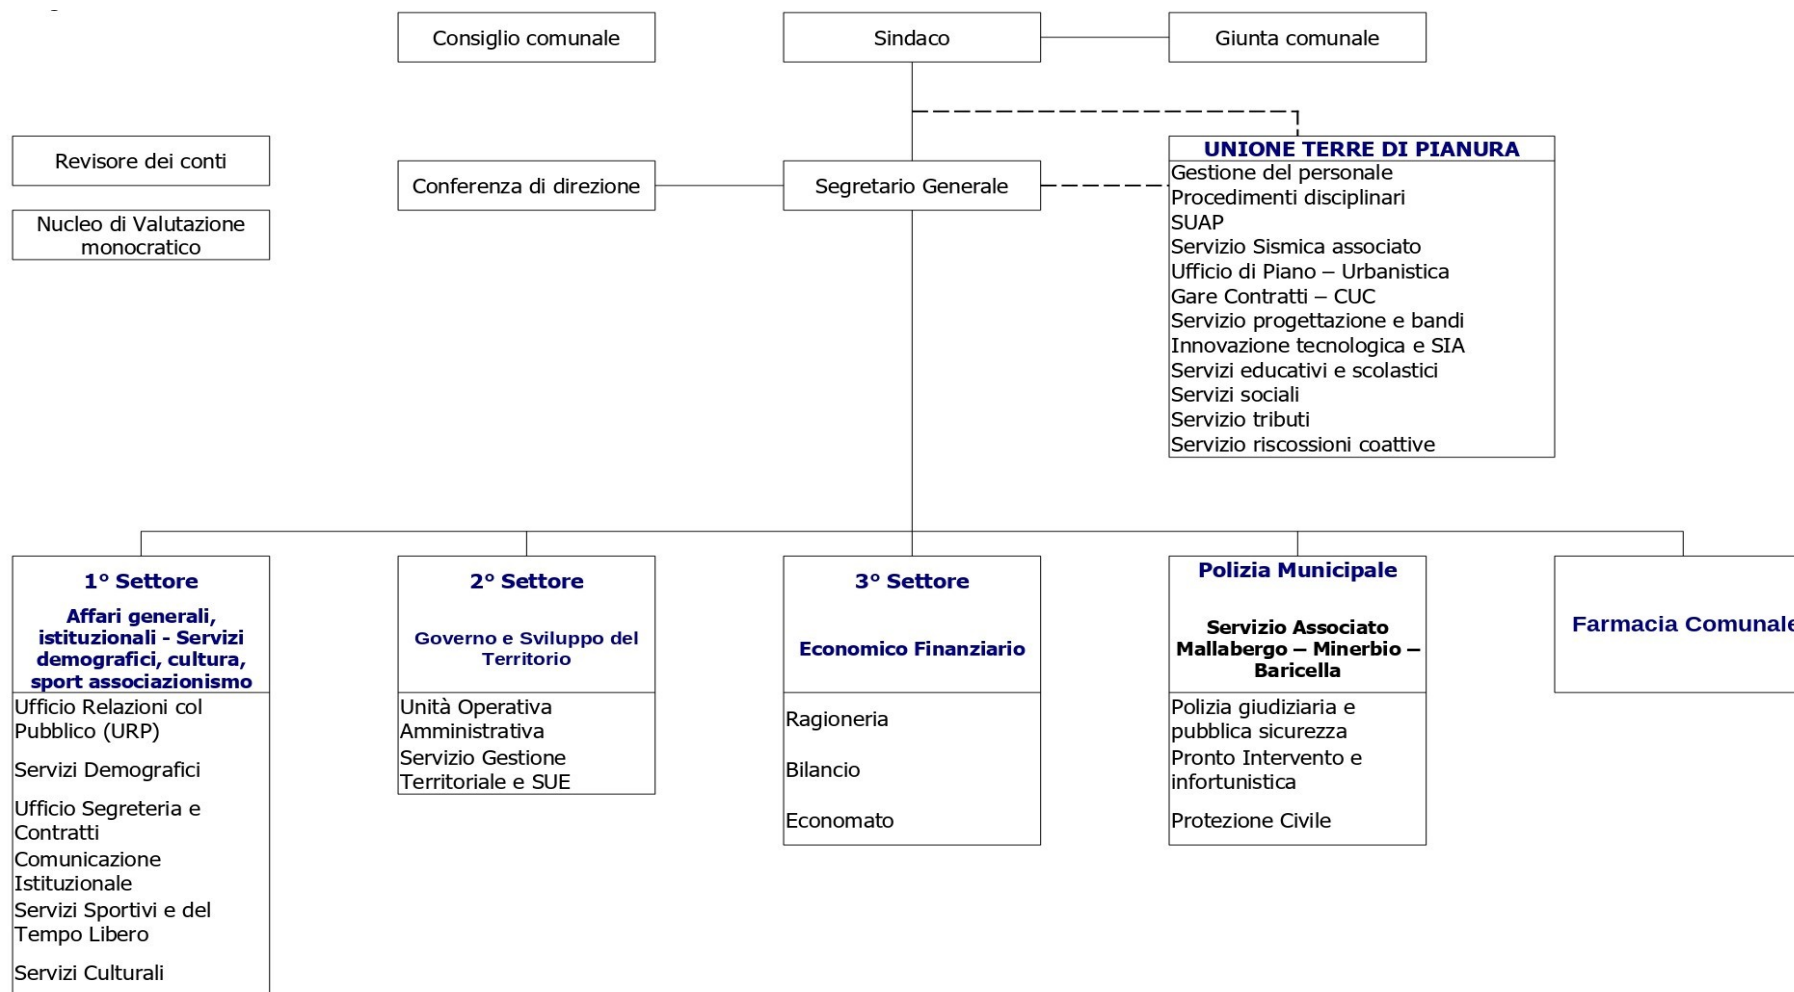 Consiglio comunale
Sindaco
Giunta comunale
Revisore dei conti
Nucleo di Valutazione
monocratico
Conferenza di direzione
Segretario Generale
UNIONE TERRE DI PIANURA
Gestione del personale
Procedimenti disciplinari
SUAP
Servizio Sismica associato
Ufficio di Piano – Urbanistica
Gare Contratti – CUC
Servizio progettazione e bandi
Innovazione tecnologica e SIA
Servizi educativi e scolastici
Servizi sociali
Servizio tributi
Servizio riscossioni coattive
1° Settore
Affari generali,
istituzionali - Servizi
demografici, cultura,
sport associazionismo
Ufficio Relazioni col
Pubblico (URP)
Servizi Demografici
Ufficio Segreteria e
Contratti
Comunicazione
Istituzionale
Servizi Sportivi e del
Tempo Libero
Servizi Culturali
2° Settore
Governo e Sviluppo del
Territorio
Unità Operativa
Amministrativa
Servizio Gestione
Territoriale e SUE
3° Settore
Economico Finanziario
Ragioneria
Bilancio
Economato
Polizia Municipale
Servizio Associato
Mallabergo – Minerbio –
Baricella
Polizia giudiziaria e
pubblica sicurezza
Pronto Intervento e
infortunistica
Protezione Civile
Farmacia Comunale